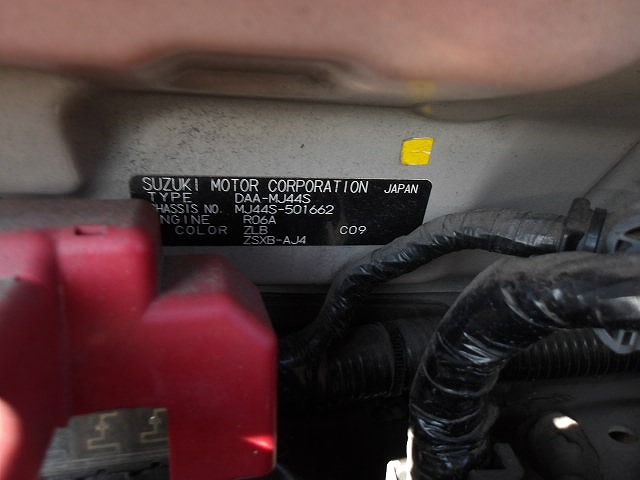 SUZUKI MOTOR CORPORATION JAPAN
TYPE DAA-MJ44S
CHASSIS NO. MJ44S-501662
ENGINE R06A
COLOR ZLB C09
ZSXB-AJ4